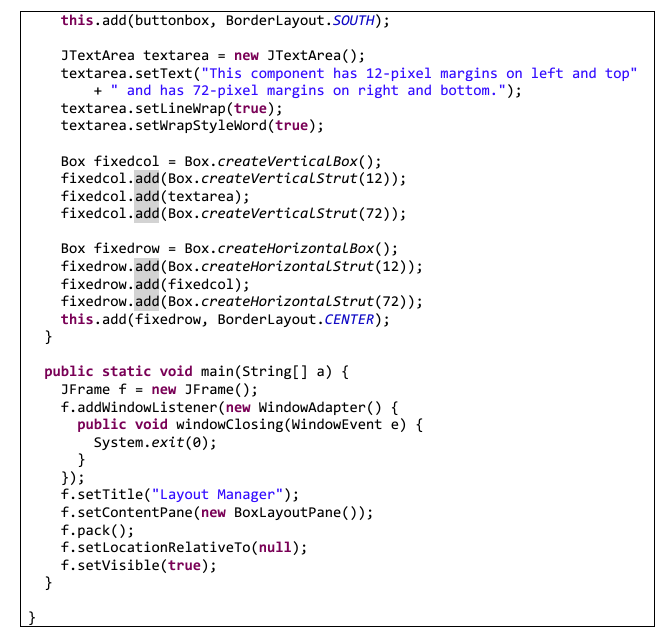 this.add(buttonbox, BorderLayout.SOUTH);

    JTextArea textarea = new JTextArea();
    textarea.setText("This component has 12-pixel margins on left and top"
        + " and has 72-pixel margins on right and bottom.");
    textarea.setLineWrap(true);
    textarea.setWrapStyleWord(true);

    Box fixedcol = Box.createVerticalBox();
    fixedcol.add(Box.createVerticalStrut(12));
    fixedcol.add(textarea);
    fixedcol.add(Box.createVerticalStrut(72));

    Box fixedrow = Box.createHorizontalBox();
    fixedrow.add(Box.createHorizontalStrut(12));
    fixedrow.add(fixedcol);
    fixedrow.add(Box.createHorizontalStrut(72));
    this.add(fixedrow, BorderLayout.CENTER);
  }

  public static void main(String[] a) {
    JFrame f = new JFrame();
    f.addWindowListener(new WindowAdapter() {
      public void windowClosing(WindowEvent e) {
        System.exit(0);
      }
    });
    f.setTitle("Layout Manager");
    f.setContentPane(new BoxLayoutPane());
    f.pack();
    f.setLocationRelativeTo(null);
    f.setVisible(true);
  }

}